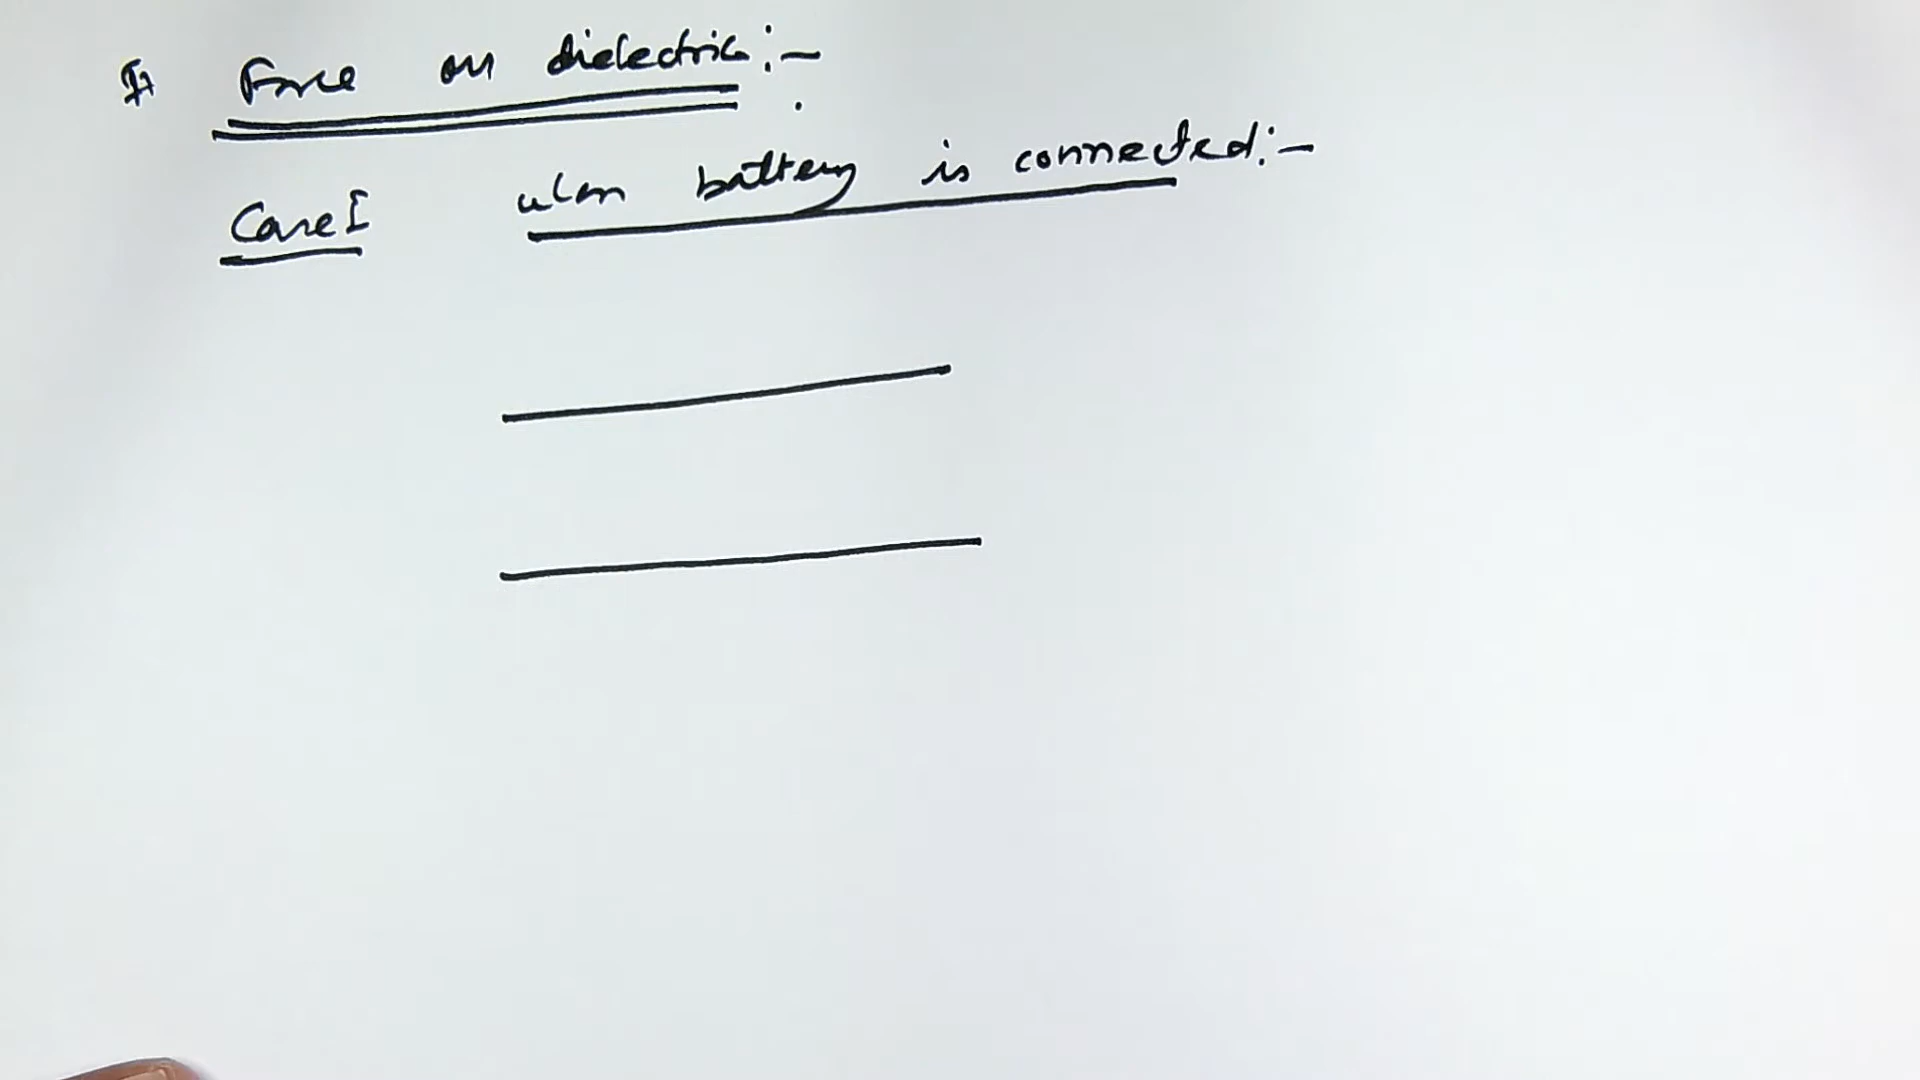 # Force on dielectric:-
Case I when battery is connected:-